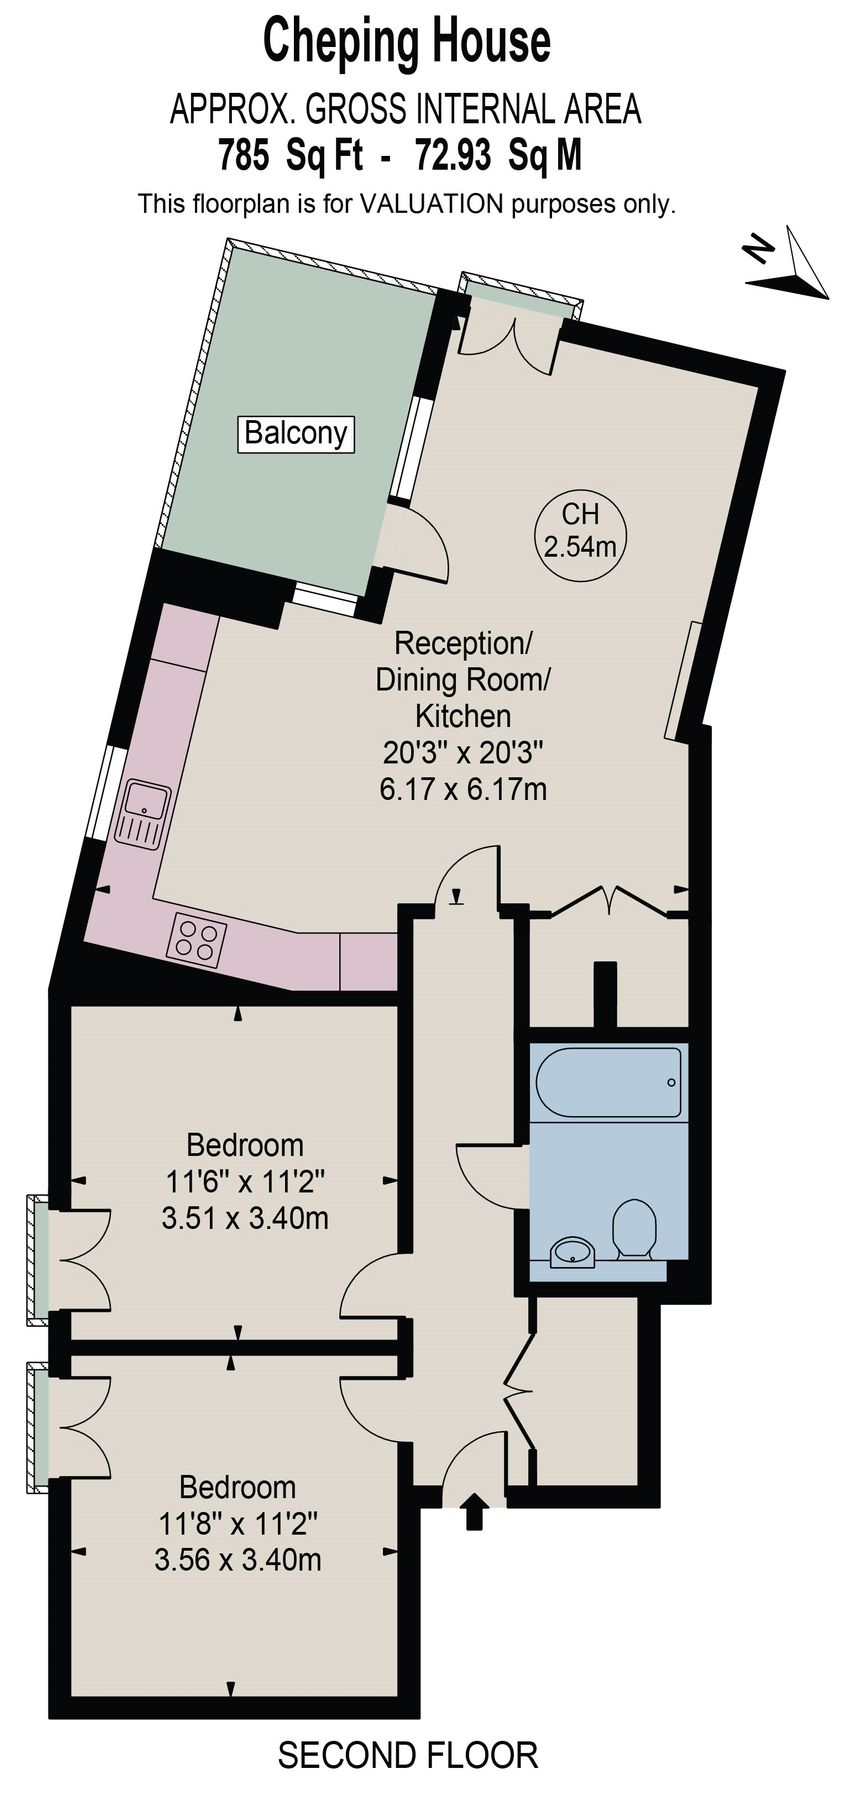 Cheping House
APPROX. GROSS INTERNAL AREA
785 Sq Ft - 72.93 Sq M
This floorplan is for VALUATION purposes only.
N
Balcony
CH
2.54m
Reception/
Dining Room/
Kitchen
20'3" x 20'3"
6.17 x 6.17m
Bedroom
11'6" x 11'2"
3.51 x 3.40m
Bedroom
11'8" x 11'2"
3.56 x 3.40m
SECOND FLOOR